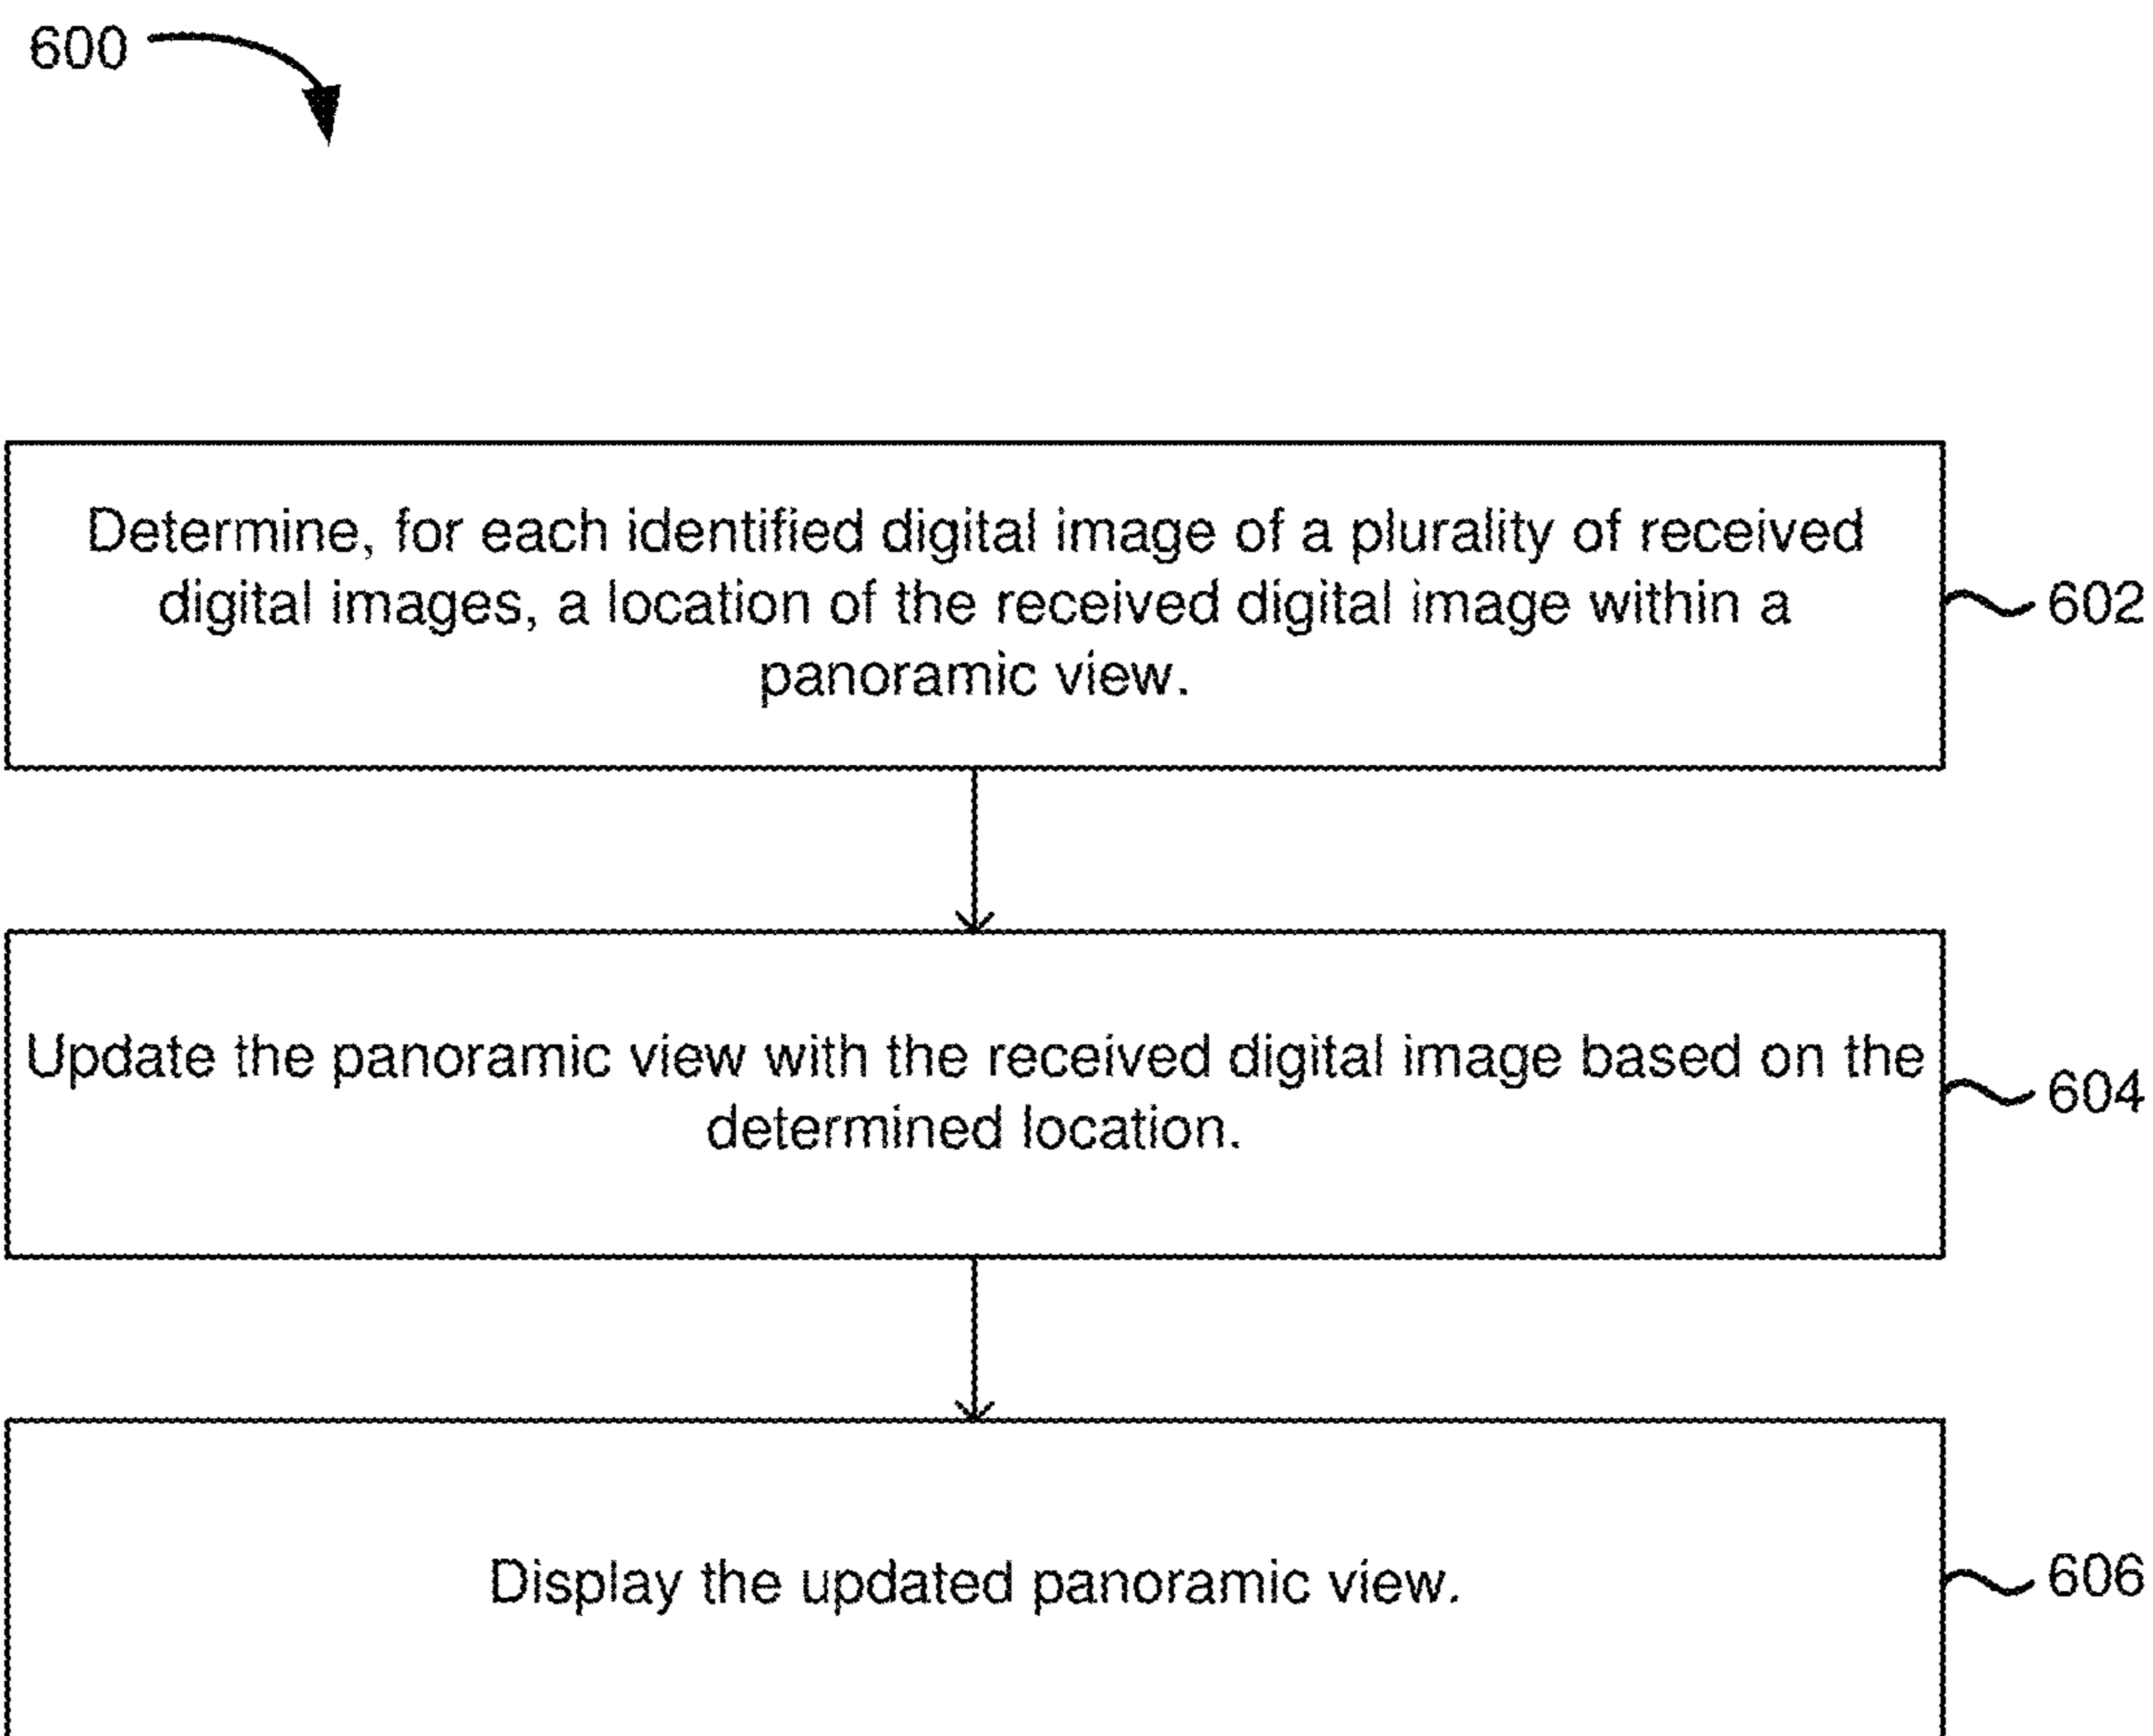 600
Determine, for each identified digital image of a plurality of received
digital images, a location of the received digital image within a
panoramic view.
602
Update the panoramic view with the received digital image based on the
determined location.
604
Display the updated panoramic view.
606